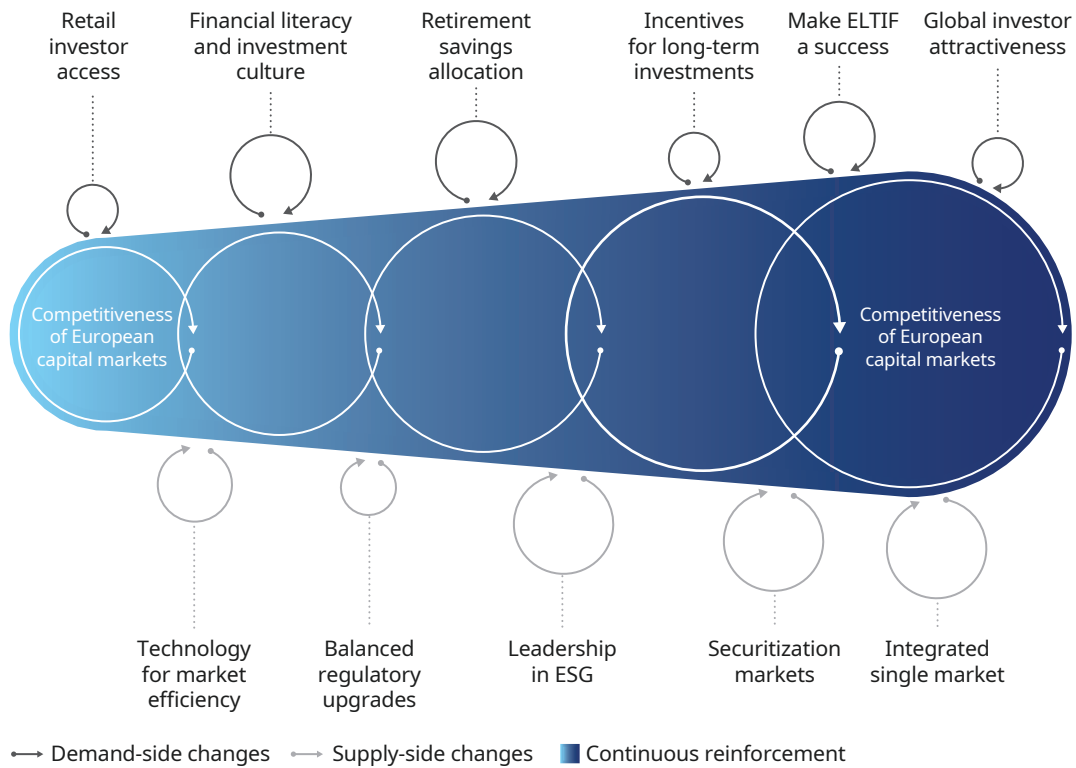 Retail
investor
access
Financial literacy
and investment
culture
Retirement
savings
allocation
Incentives
for long-term
investments
Make ELTIF
a success
Global investor
attractiveness
Competitiveness
of European
capital markets
Competitiveness
of European
capital markets
Technology
for market
efficiency
Balanced
regulatory
upgrades
Leadership
in ESG
Securitization
markets
Integrated
single market
Demand-side changes
Supply-side changes
Continuous reinforcement